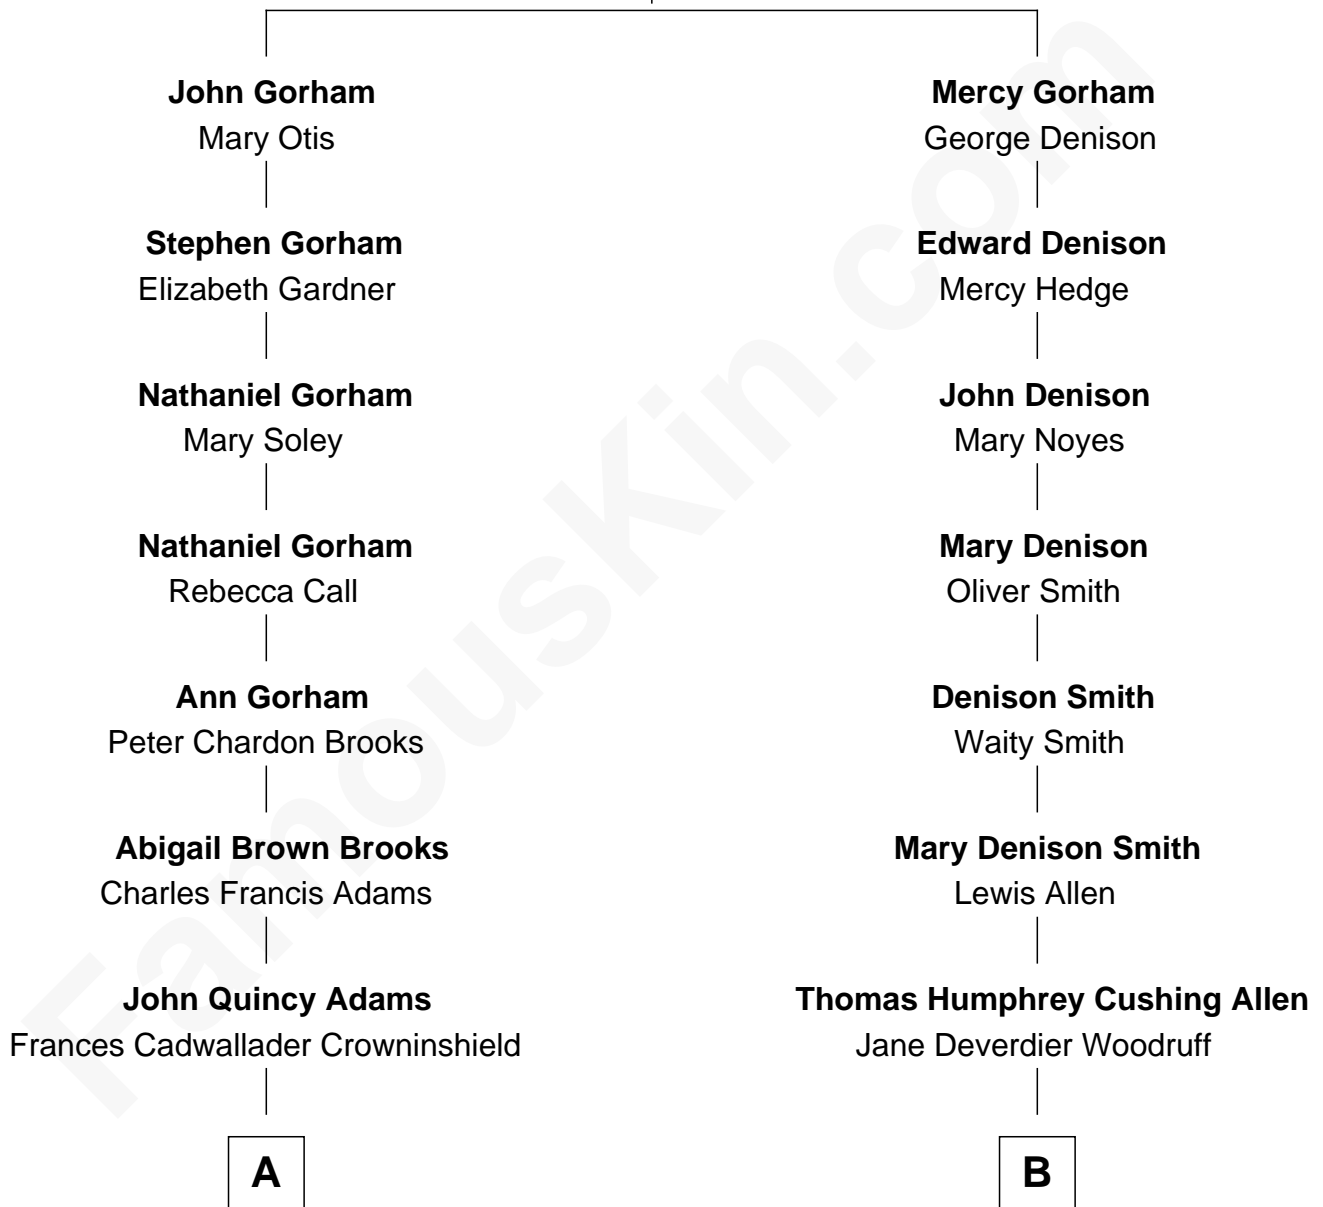 John Gorham
Mary Otis
Mercy Gorham
George Denison
Stephen Gorham
Elizabeth Gardner
Edward Denison
Mercy Hedge
Nathaniel Gorham
Mary Soley
John Denison
Mary Noyes
Nathaniel Gorham
Rebecca Call
Mary Denison
Oliver Smith
Ann Gorham
Peter Chardon Brooks
Denison Smith
Waity Smith
Abigail Brown Brooks
Charles Francis Adams
Mary Denison Smith
Lewis Allen
John Quincy Adams
Frances Cadwallader Crowninshield
Thomas Humphrey Cushing Allen
Jane Deverdier Woodruff
A
B
FamousKin.com